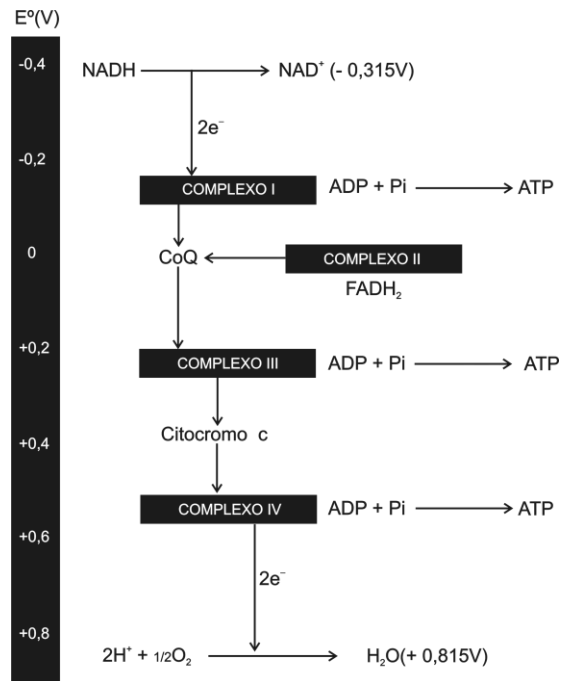 E°(V)
-0,4
NADH NAD⁺ (- 0,315V)
2e⁻
-0,2
COMPLEXO I ADP + Pi ATP
0
CoQ COMPLEXO II
FADH₂
+0,2
COMPLEXO III ADP + Pi ATP
+0,4
Citocromo c
COMPLEXO IV ADP + Pi ATP
+0,6
2e⁻
+0,8
2H⁺ + 1/2O₂ H₂O(+ 0,815V)